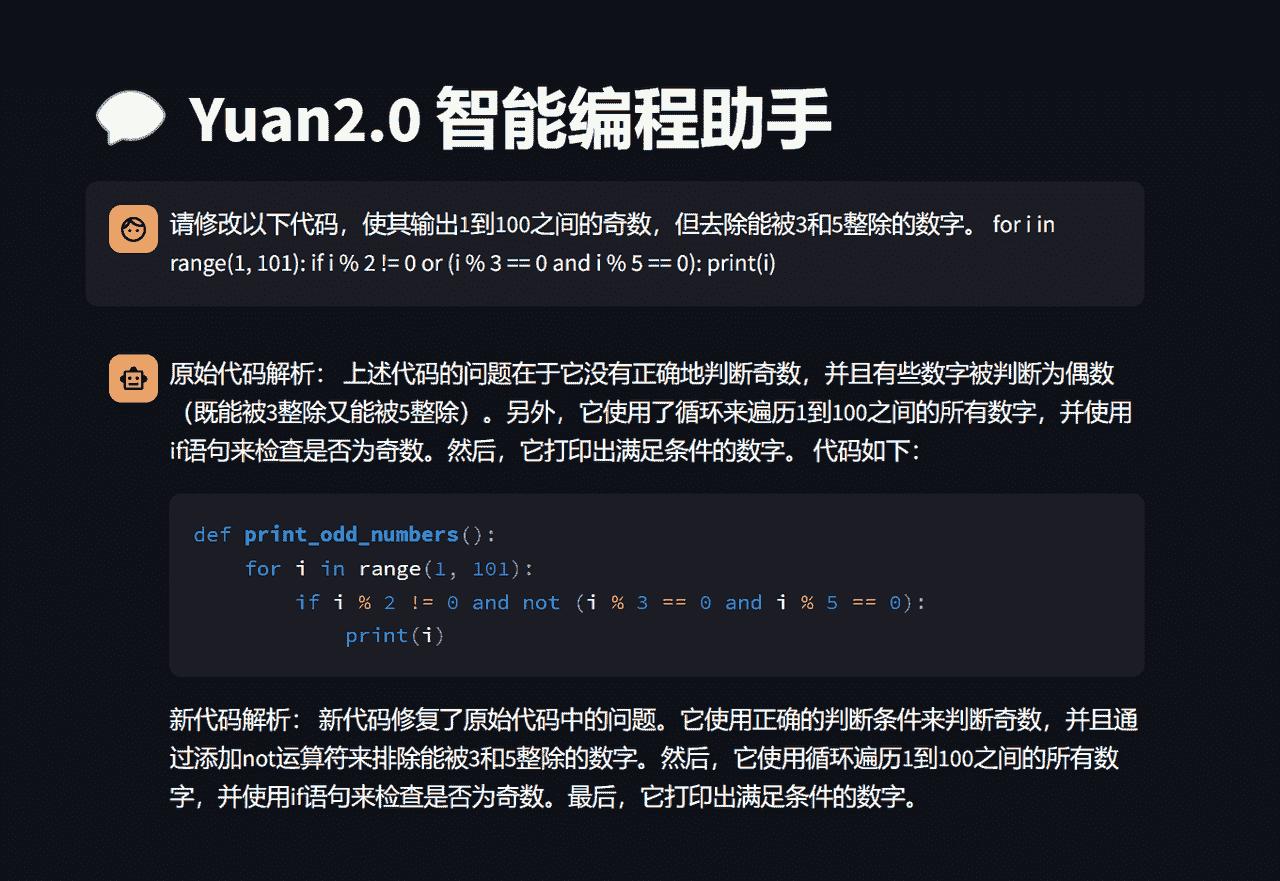 Yuan2.0 智能编程助手
请修改以下代码，使其输出1到100之间的奇数，但去除能被3和5整除的数字。 for i in
range(1, 101): if i % 2 != 0 or (i % 3 == 0 and i % 5 == 0): print(i)
原始代码解析： 上述代码的问题在于它没有正确地判断奇数，并且有些数字被判断为偶数
（既能被3整除又能被5整除）。另外，它使用了循环来遍历1到100之间的所有数字，并使用
if语句来检查是否为奇数。然后，它打印出满足条件的数字。 代码如下：
def print_odd_numbers():
    for i in range(1, 101):
        if i % 2 != 0 and not (i % 3 == 0 and i % 5 == 0):
            print(i)
新代码解析： 新代码修复了原始代码中的问题。它使用正确的判断条件来判断奇数，并且通
过添加not运算符来排除能被3和5整除的数字。然后，它使用循环遍历1到100之间的所有数
字，并使用if语句来检查是否为奇数。最后，它打印出满足条件的数字。